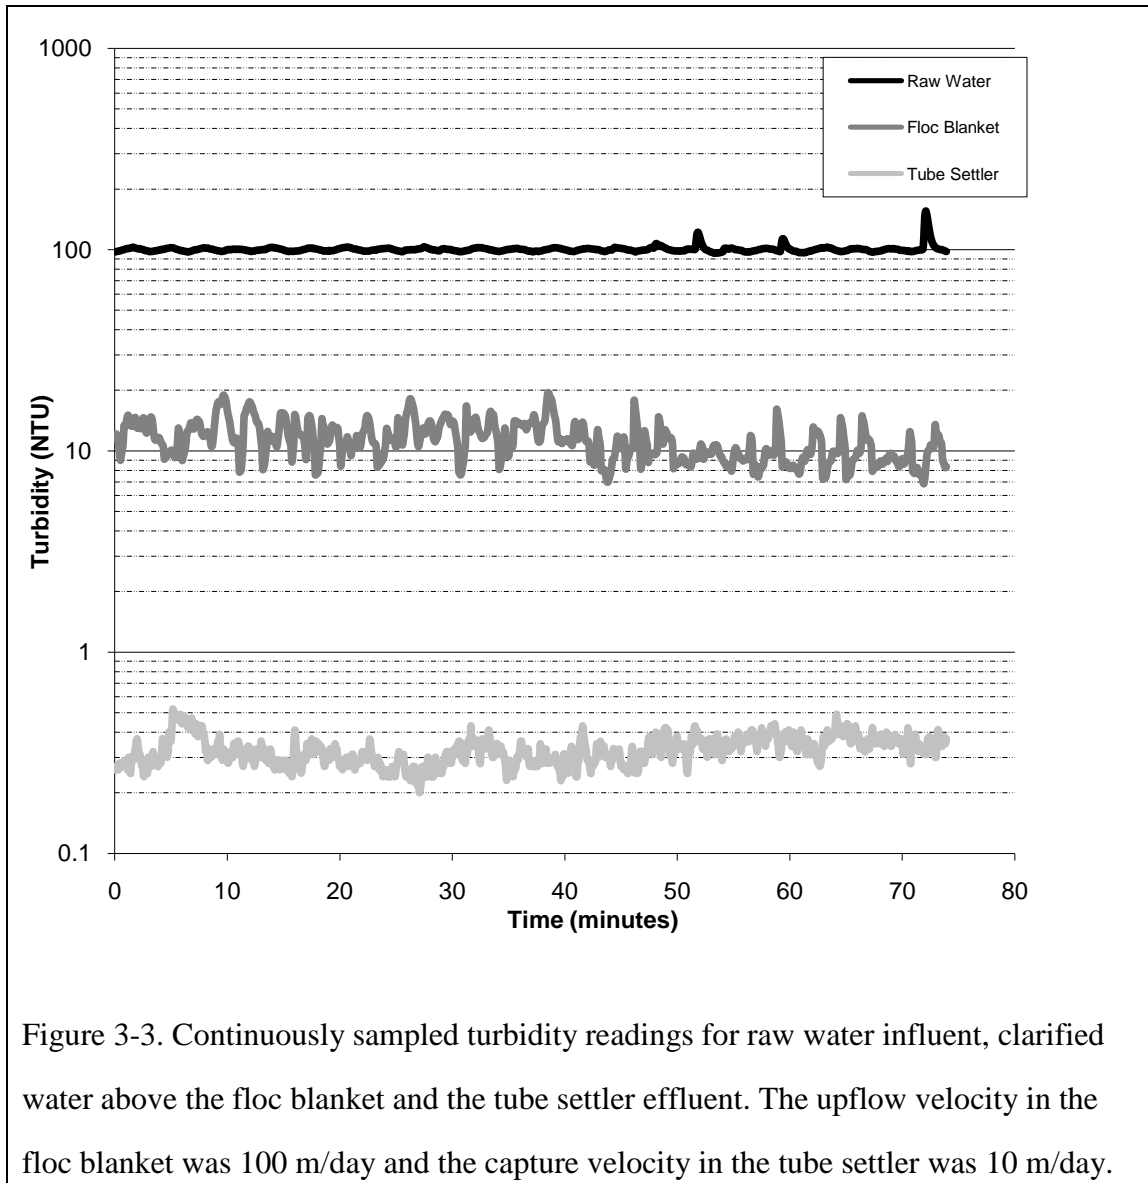 1000
100
10
1
0.1
Turbidity (NTU)
Raw Water
Floc Blanket
Tube Settler
0 10 20 30 40 50 60 70 80
Time (minutes)
Figure 3-3. Continuously sampled turbidity readings for raw water influent, clarified
water above the floc blanket and the tube settler effluent. The upflow velocity in the
floc blanket was 100 m/day and the capture velocity in the tube settler was 10 m/day.